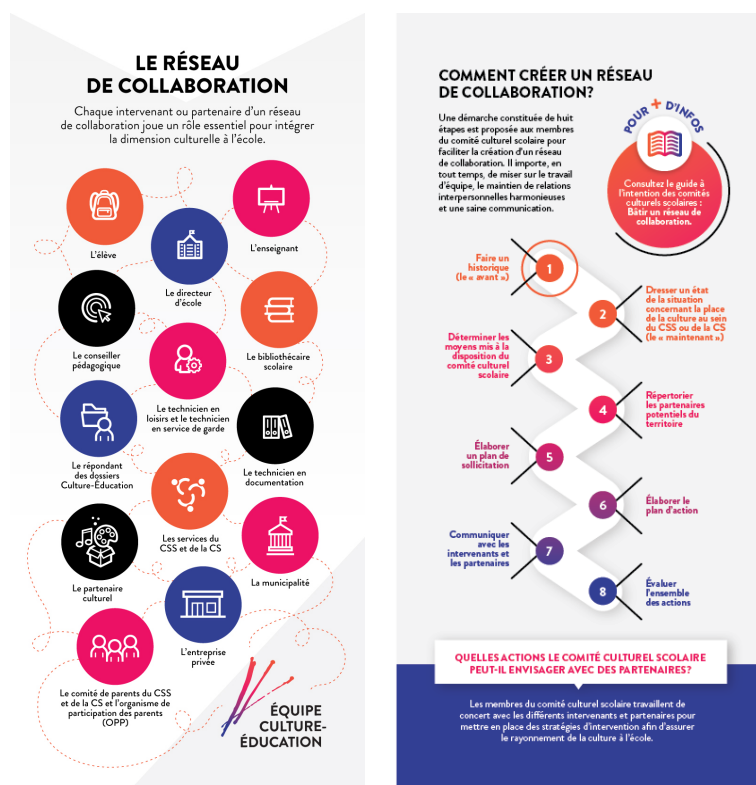 LE RÉSEAU
DE COLLABORATION
Chaque intervenant ou partenaire d'un réseau
de collaboration joue un rôle essentiel pour intégrer
la dimension culturelle à l'école.
L'élève
L'enseignant
Le directeur
d'école
Le conseiller
pédagogique
Le bibliothécaire
scolaire
Le technicien en
loisirs et le technicien
en service de garde
Le répondant
des dossiers
Culture-Éducation
Le technicien en
documentation
Les services du
CSS et de la CS
Le partenaire
culturel
La municipalité
L'entreprise
privée
Le comité de parents du CSS
et de la CS et l'organisme de
participation des parents
(OPP)
ÉQUIPE
CULTURE-
ÉDUCATION
COMMENT CRÉER UN RÉSEAU
DE COLLABORATION?
Une démarche constituée de huit
étapes est proposée aux membres
du comité culturel scolaire pour
faciliter la création d'un réseau
de collaboration. Il importe, en
tout temps, de miser sur le travail
d'équipe, le maintien de relations
interpersonnelles harmonieuses
et une saine communication.
POUR + D'INFOS
Consultez le guide à
l'intention des comités
culturels scolaires :
Bâtir un réseau de
collaboration.
Faire un
historique
(le « avant »)
1
2
Dresser un état
de la situation
concernant la place
de la culture au sein
du CSS ou de la CS
(le « maintenant »)
Déterminer les
moyens mis à la
disposition du
comité culturel
scolaire
3
4
Répertorier
les partenaires
potentiels du
territoire
Élaborer
un plan de
sollicitation
5
6
Élaborer le
plan d'action
Communiquer
avec les
intervenants et
les partenaires
7
8
Évaluer
l'ensemble
des actions
QUELLES ACTIONS LE COMITÉ CULTUREL SCOLAIRE
PEUT-IL ENVISAGER AVEC DES PARTENAIRES?
Les membres du comité culturel scolaire travaillent de
concert avec les différents intervenants et partenaires pour
mettre en place des stratégies d'intervention afin d'assurer
le rayonnement de la culture à l'école.